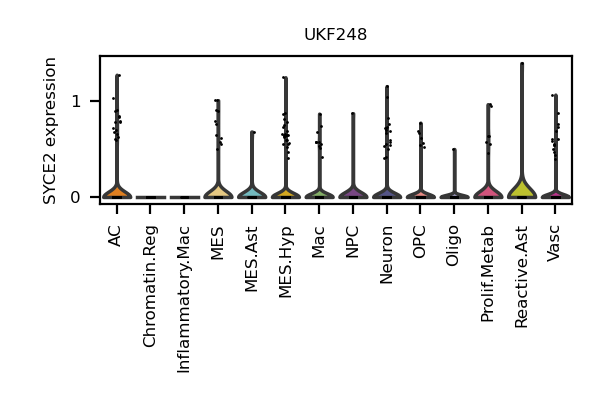 UKF248
SYCE2 expression
1
0
AC
Chromatin.Reg
Inflammatory.Mac
MES
MES.Ast
MES.Hyp
Mac
NPC
Neuron
OPC
Oligo
Prolif.Metab
Reactive.Ast
Vasc